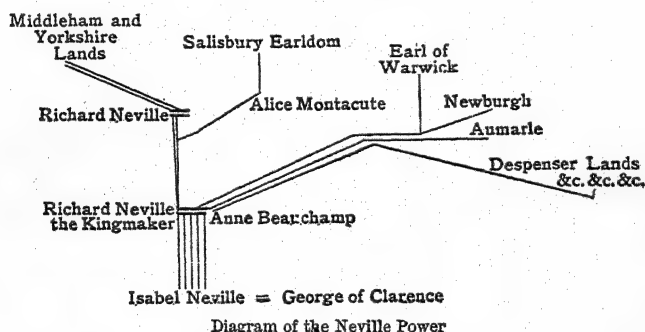 Middleham and
Yorkshire
Lands
Salisbury Earldom
Earl of
Warwick
Newburgh
Richard Neville
Alice Montacute
Aumarle
Despenser Lands
&c. &c. &c.
Richard Neville
the Kingmaker
Anne Bearchamp
Isabel Neville = George of Clarence
Diagram of the Neville Power